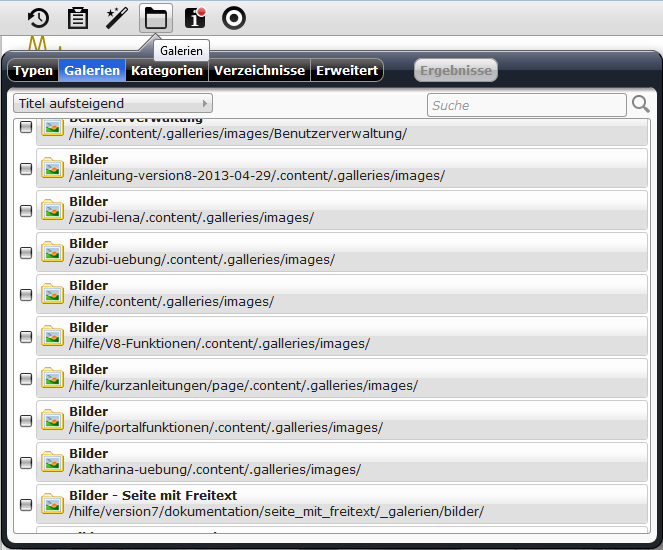 Galerien
Typen Galerien Kategorien Verzeichnisse Erweitert Ergebnisse
Titel aufsteigend Suche
Benutzerverwaltung
/hilfe/.content/.galleries/images/Benutzerverwaltung/
Bilder
/anleitung-version8-2013-04-29/.content/.galleries/images/
Bilder
/azubi-lena/.content/.galleries/images/
Bilder
/azubi-uebung/.content/.galleries/images/
Bilder
/hilfe/.content/.galleries/images/
Bilder
/hilfe/V8-Funktionen/.content/.galleries/images/
Bilder
/hilfe/kurzanleitungen/page/.content/.galleries/images/
Bilder
/hilfe/portalfunktionen/.content/.galleries/images/
Bilder
/katharina-uebung/.content/.galleries/images/
Bilder - Seite mit Freitext
/hilfe/version7/dokumentation/seite_mit_freitext/_galerien/bilder/